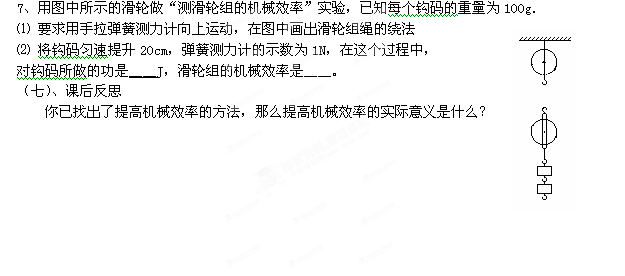 7、用图中所示的滑轮做“测滑轮组的机械效率”实验，已知每个钩码的重量为100g.
⑴ 要求用手拉弹簧测力计向上运动，在图中画出滑轮组绳的绕法
⑵ 将钩码匀速提升20cm，弹簧测力计的示数为1N，在这个过程中，
对钩码所做的功是____J，滑轮组的机械效率是____。
（七）、课后反思
你已找出了提高机械效率的方法，那么提高机械效率的实际意义是什么？